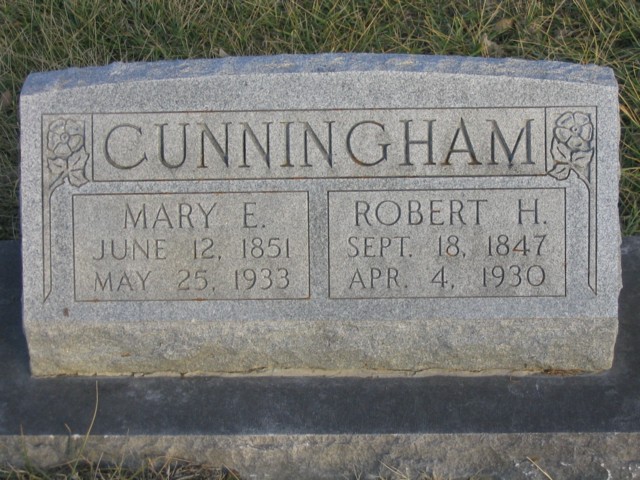 CUNNINGHAM
MARY E.
JUNE 12, 1851
MAY 25, 1933
ROBERT H.
SEPT. 18, 1847
APR. 4, 1930